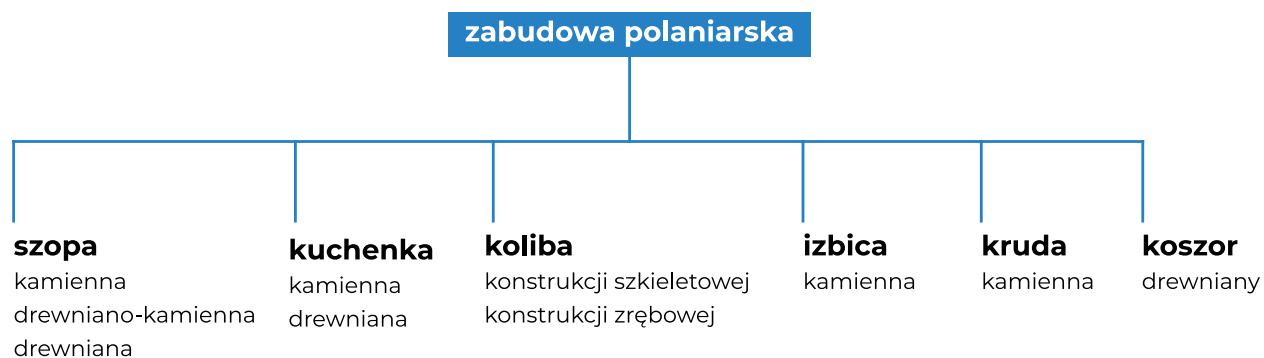 zabudowa polaniarska
szopa
kamienna
drewniano-kamienna
drewniana
kuchenka
kamienna
drewniana
koliba
konstrukcji szkieletowej
konstrukcji zrębowej
izbica
kamienna
kruda
kamienna
koszor
drewniany